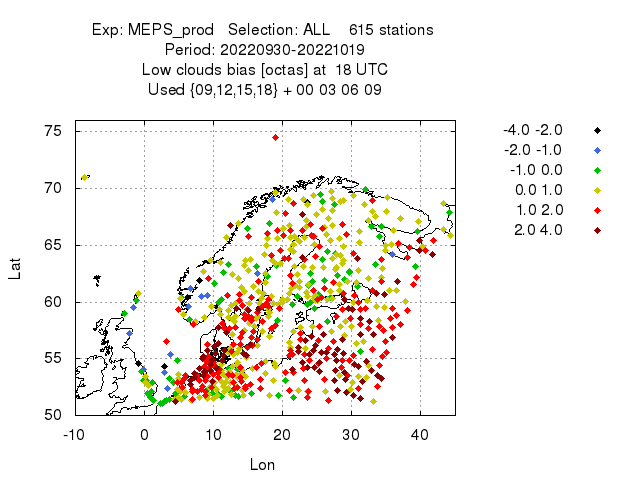 Exp: MEPS_prod Selection: ALL 615 stations
Period: 20220930-20221019
Low clouds bias [octas] at 18 UTC
Used {09,12,15,18} + 00 03 06 09
75
70
65
60
55
50
-10 0 10 20 30 40
Lat
Lon
-4.0 -2.0
-2.0 -1.0
-1.0 0.0
0.0 1.0
1.0 2.0
2.0 4.0